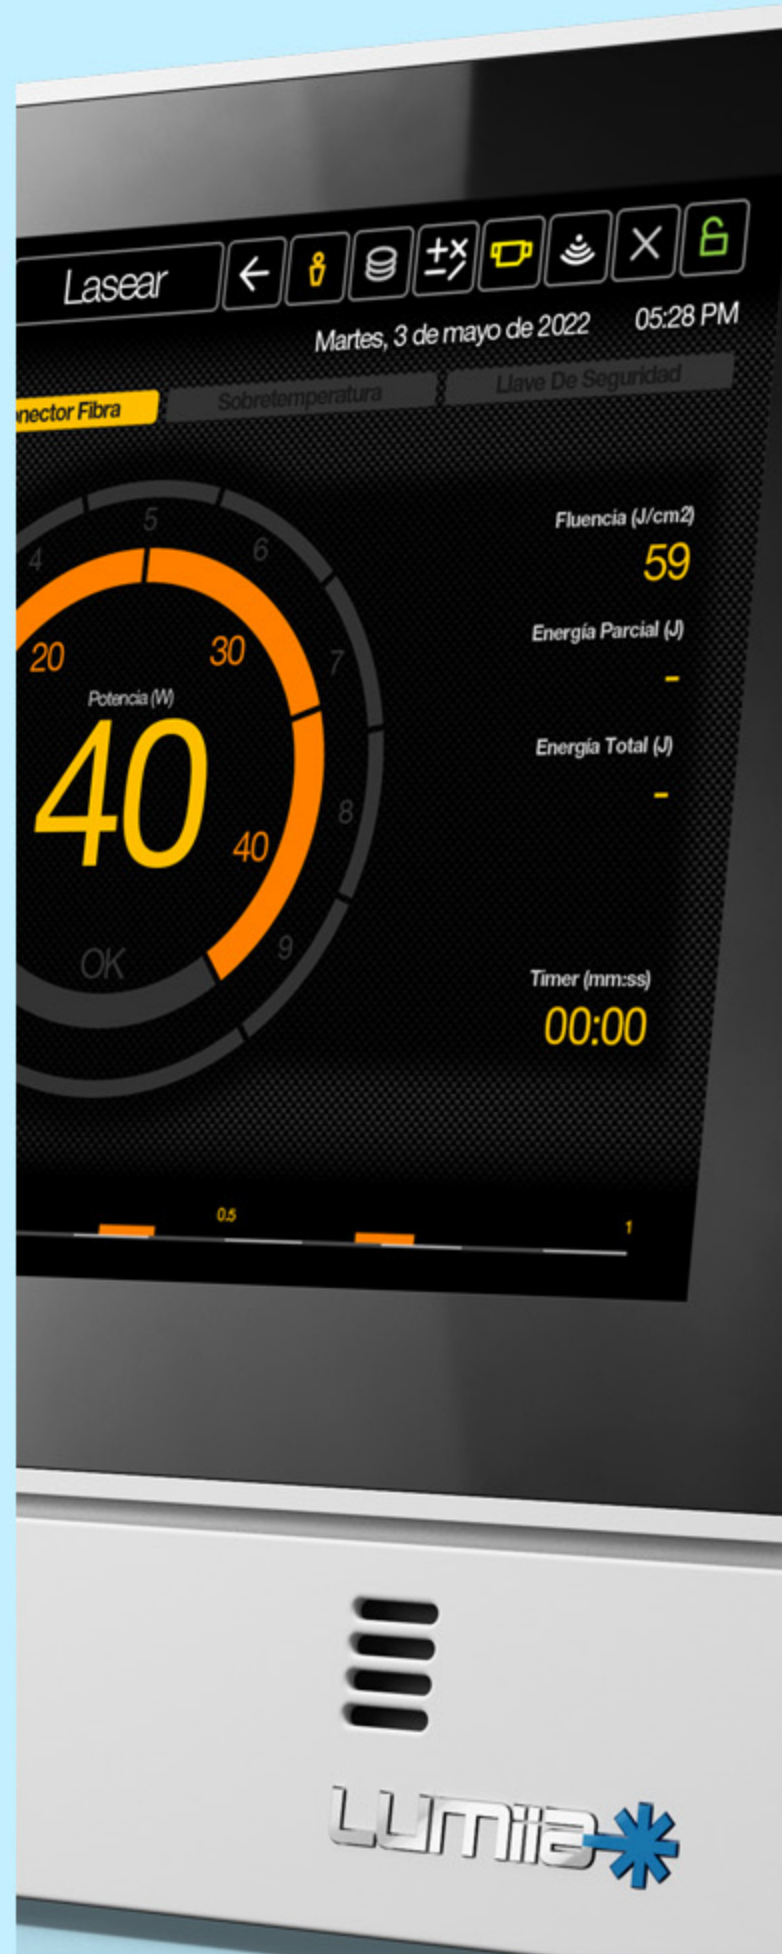 Lasear
Martes, 3 de mayo de 2022 05:28 PM
nector Fibra Sobretemperatura Llave De Seguridad
4 5 6 7 8 9
20 30 40
Potencia (W)
40
OK
Fluencia (J/cm2)
59
Energía Parcial (J)
-
Energía Total (J)
-
Timer (mm:ss)
00:00
0.5 1
Lumiia